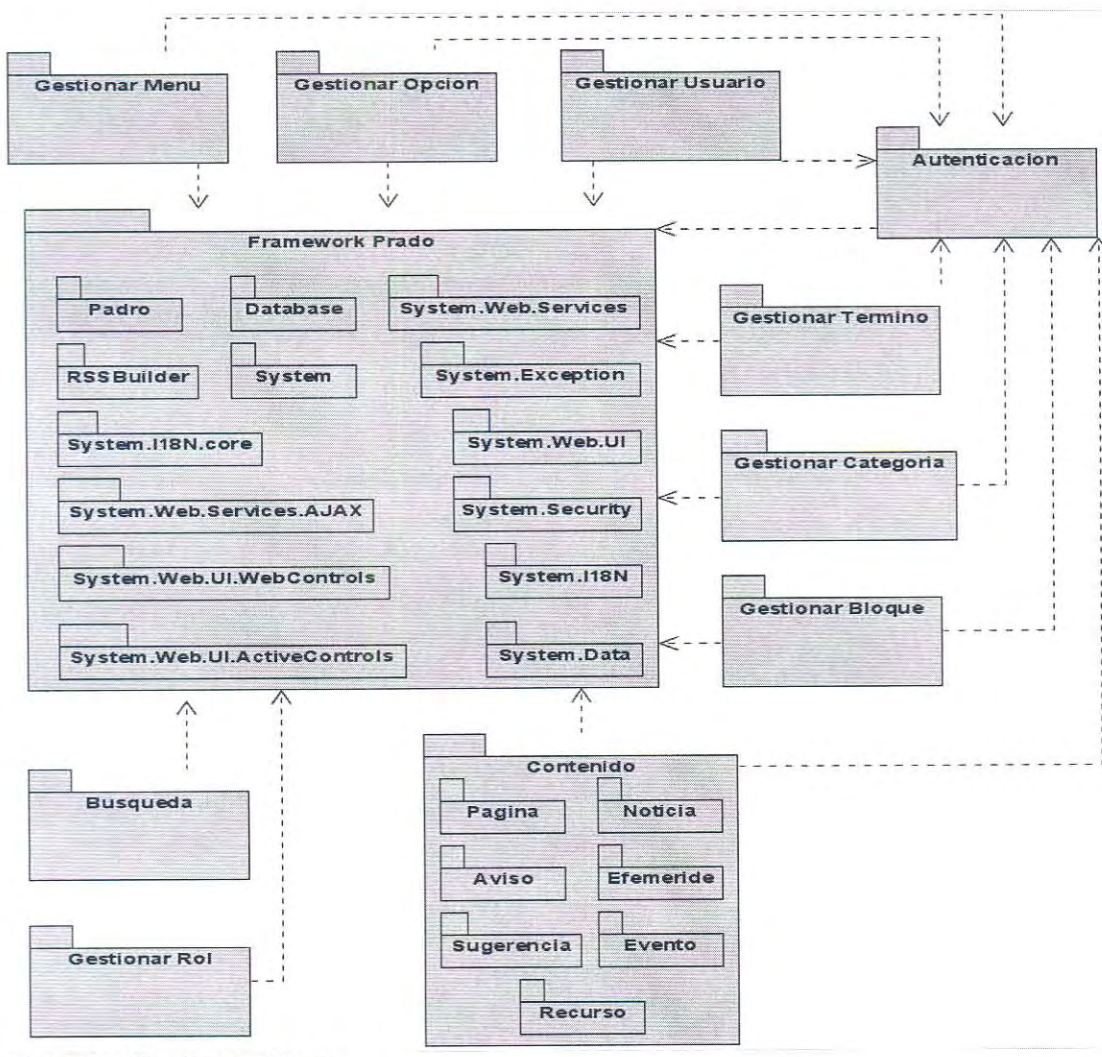 Gestionar Menu
Gestionar Opcion
Gestionar Usuario
Autenticacion
Framework Prado
Padro
Database
System.Web.Services
RSSBuilder
System
System.Exception
System.I18N.core
System.Web.UI
System.Web.Services.AJAX
System.Security
System.Web.UI.WebControls
System.I18N
System.Web.UI.ActiveControls
System.Data
Gestionar Termino
Gestionar Categoria
Gestionar Bloque
Busqueda
Gestionar Rol
Contenido
Pagina
Noticia
Aviso
Efemeride
Sugerencia
Evento
Recurso